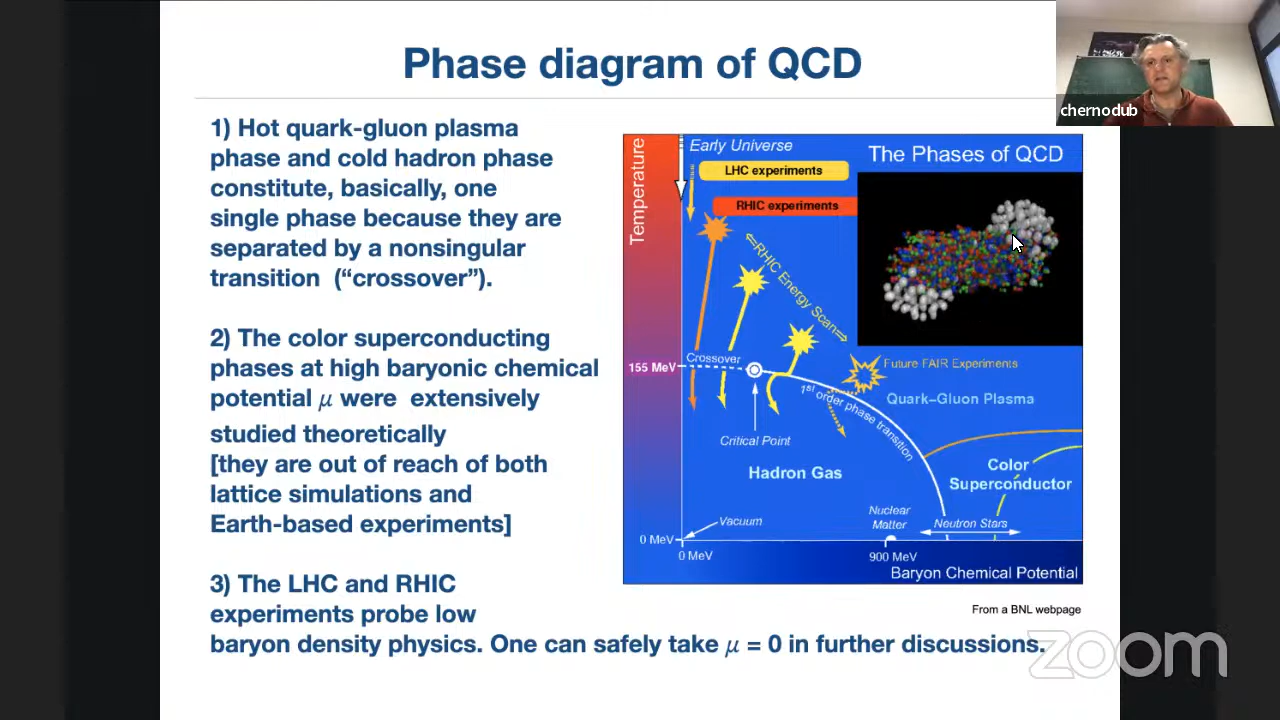 Phase diagram of QCD
chernodub
1) Hot quark-gluon plasma
phase and cold hadron phase
constitute, basically, one
single phase because they are
separated by a nonsingular
transition (“crossover”).
2) The color superconducting
phases at high baryonic chemical
potential μ were extensively
studied theoretically
[they are out of reach of both
lattice simulations and
Earth-based experiments]
3) The LHC and RHIC
experiments probe low
baryon density physics. One can safely take μ = 0 in further discussions.
Temperature
Early Universe
The Phases of QCD
LHC experiments
RHIC experiments
⇐RHIC Energy Scan⇒
Crossover
155 MeV
Future FAIR Experiments
1st order phase transition
Quark–Gluon Plasma
Critical Point
Hadron Gas
Color
Superconductor
Nuclear
Matter
Neutron Stars
Vacuum
0 MeV
0 MeV
900 MeV
Baryon Chemical Potential
From a BNL webpage
zoom